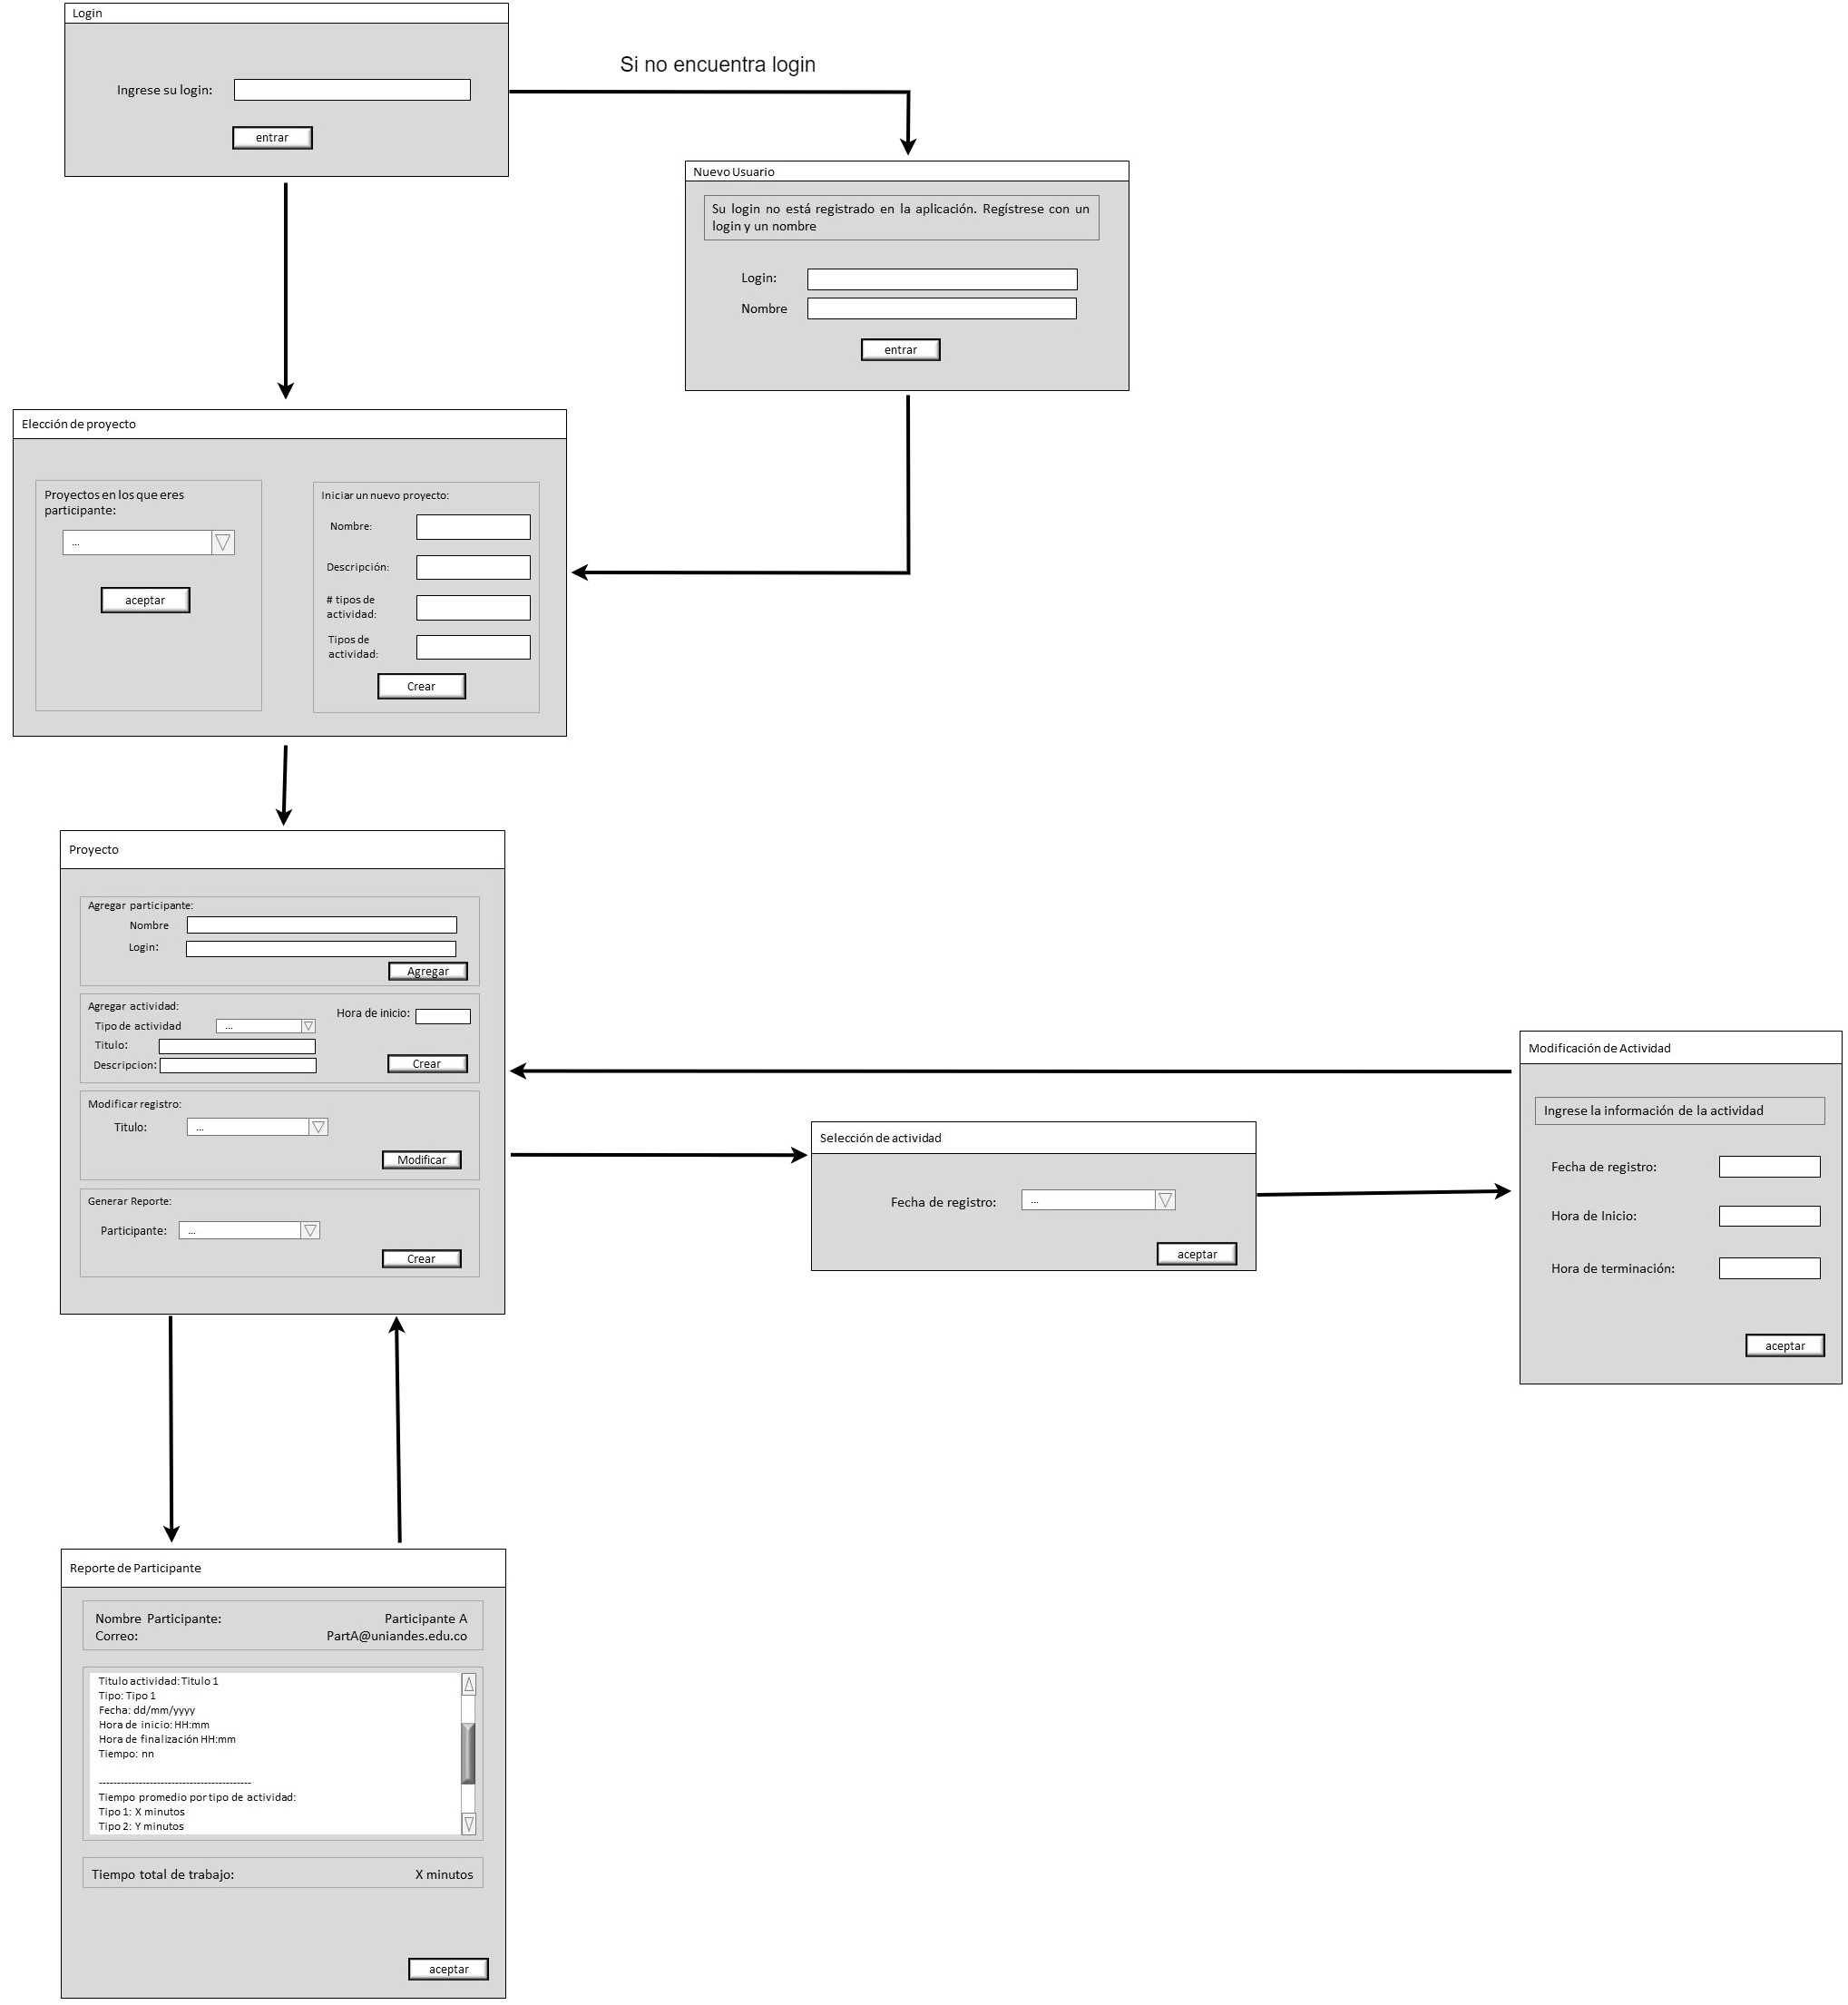 Login
Ingrese su login:
entrar
Si no encuentra login
Nuevo Usuario
Su login no está registrado en la aplicación. Regístrese con un
login y un nombre
Login:
Nombre
entrar
Elección de proyecto
Proyectos en los que eres
participante:
...
aceptar
Iniciar un nuevo proyecto:
Nombre:
Descripción:
# tipos de
actividad:
Tipos de
actividad:
Crear
Proyecto
Agregar participante:
Nombre
Login:
Agregar
Agregar actividad:
Hora de inicio:
Tipo de actividad
...
Titulo:
Descripcion:
Crear
Modificar registro:
Titulo:
...
Modificar
Generar Reporte:
Participante:
...
Crear
Selección de actividad
Fecha de registro:
...
aceptar
Modificación de Actividad
Ingrese la información de la actividad
Fecha de registro:
Hora de Inicio:
Hora de terminación:
aceptar
Reporte de Participante
Nombre Participante: Participante A
Correo: PartA@uniandes.edu.co
Titulo actividad: Titulo 1
Tipo: Tipo 1
Fecha: dd/mm/yyyy
Hora de inicio: HH:mm
Hora de finalización HH:mm
Tiempo: nn
------------------------------------------
Tiempo promedio por tipo de actividad:
Tipo 1: X minutos
Tipo 2: Y minutos
Tiempo total de trabajo: X minutos
aceptar